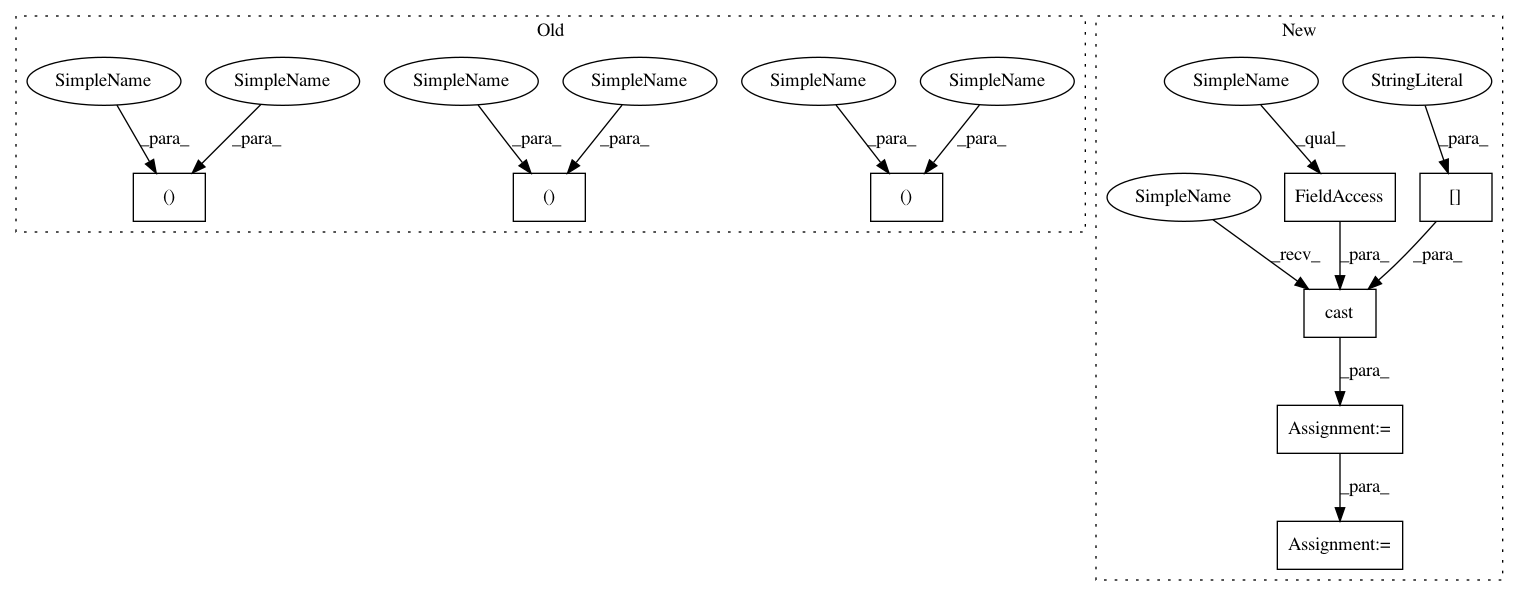 Old
New
SimpleName SimpleName SimpleName SimpleName SimpleName SimpleName SimpleName StringLiteral
_para_ _para_ _para_ _para_ _para_ _para_ _qual_ _para_
() () () SimpleName FieldAccess []
_recv_ _para_ _para_
cast
_para_
Assignment:=
_para_
Assignment:=